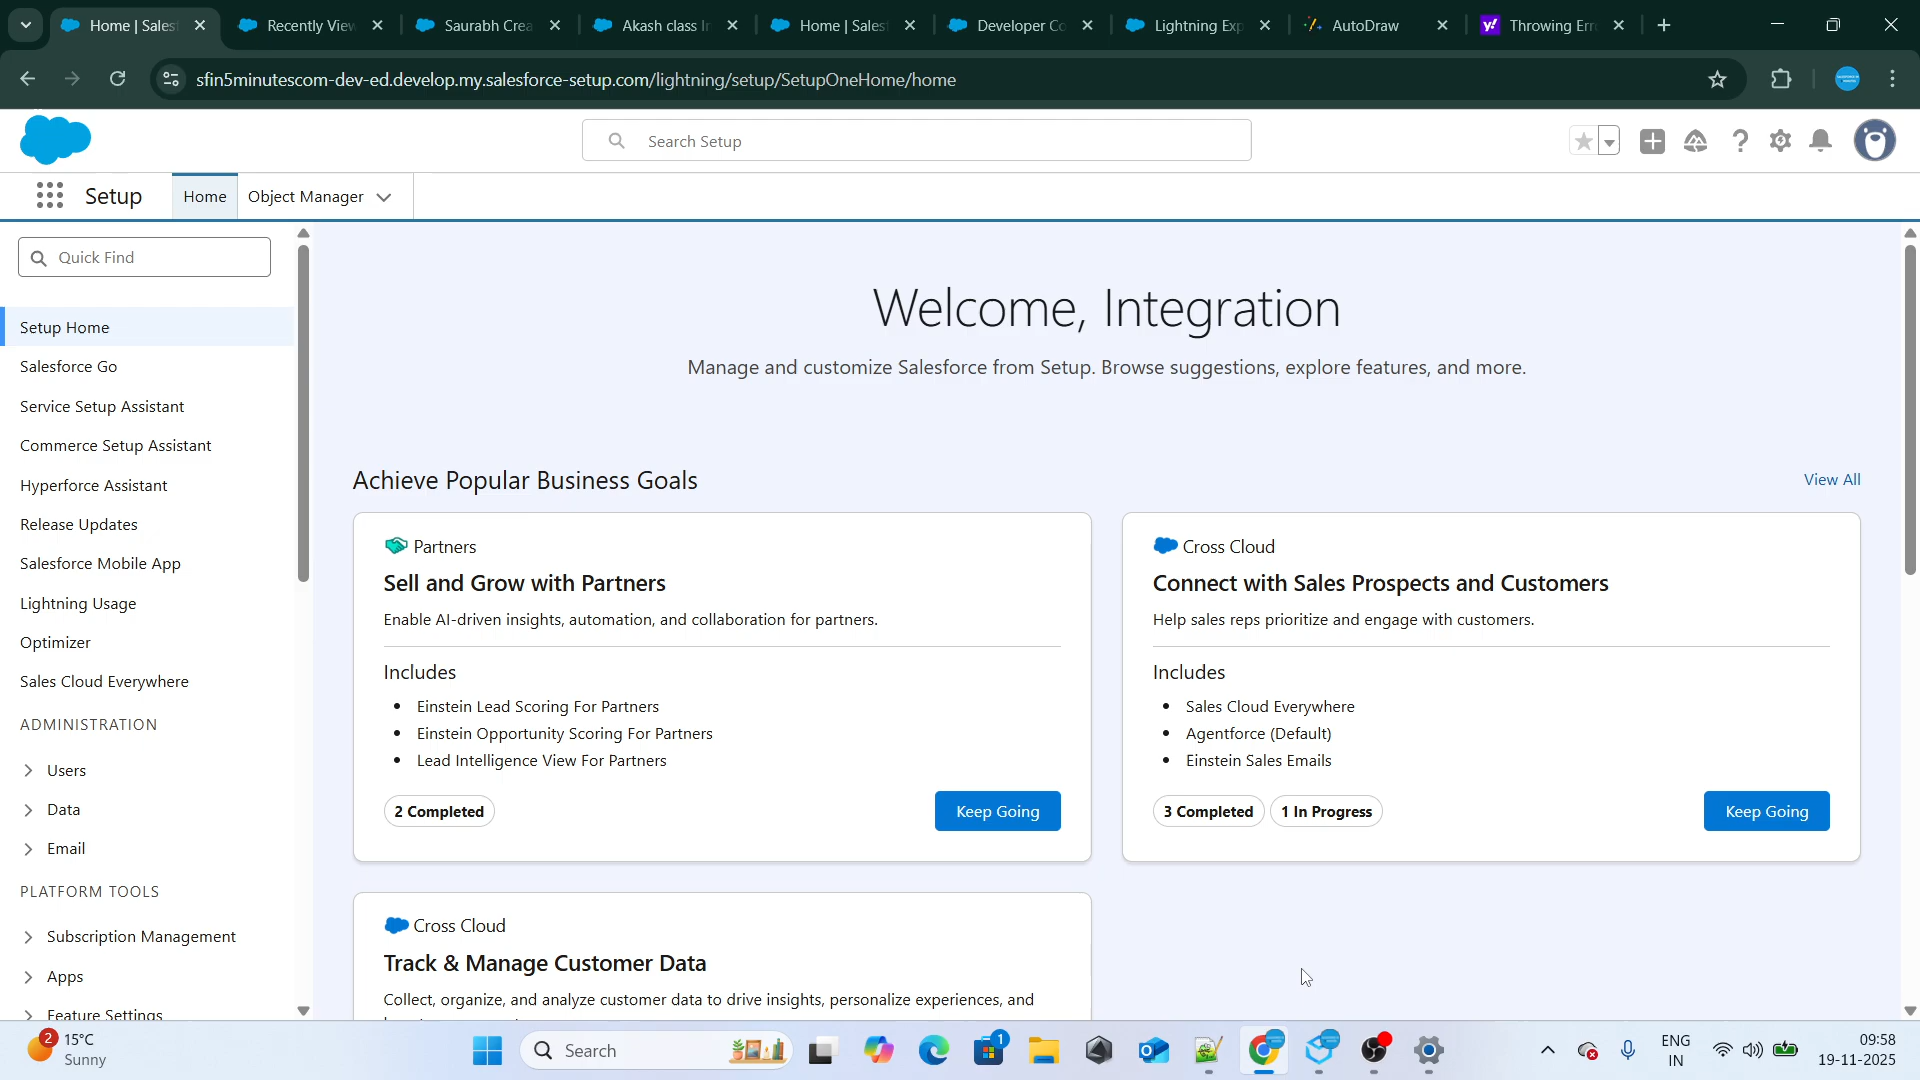 Home | Sales
Recently View
Saurabh Crea
Akash class In
Home | Sales
Developer Co
Lightning Exp
AutoDraw
Throwing Erro
sfin5minutescom-dev-ed.develop.my.salesforce-setup.com/lightning/setup/SetupOneHome/home
Search Setup
Setup
Home
Object Manager
Quick Find
Setup Home
Salesforce Go
Service Setup Assistant
Commerce Setup Assistant
Hyperforce Assistant
Release Updates
Salesforce Mobile App
Lightning Usage
Optimizer
Sales Cloud Everywhere
ADMINISTRATION
Users
Data
Email
PLATFORM TOOLS
Subscription Management
Apps
Feature Settings
Welcome, Integration
Manage and customize Salesforce from Setup. Browse suggestions, explore features, and more.
Achieve Popular Business Goals
View All
Partners
Sell and Grow with Partners
Enable AI-driven insights, automation, and collaboration for partners.
Includes
Einstein Lead Scoring For Partners
Einstein Opportunity Scoring For Partners
Lead Intelligence View For Partners
2 Completed
Keep Going
Cross Cloud
Connect with Sales Prospects and Customers
Help sales reps prioritize and engage with customers.
Includes
Sales Cloud Everywhere
Agentforce (Default)
Einstein Sales Emails
3 Completed
1 In Progress
Keep Going
Cross Cloud
Track & Manage Customer Data
Collect, organize, and analyze customer data to drive insights, personalize experiences, and
2
15°C
Sunny
Search
1
ENG
IN
09:58
19-11-2025